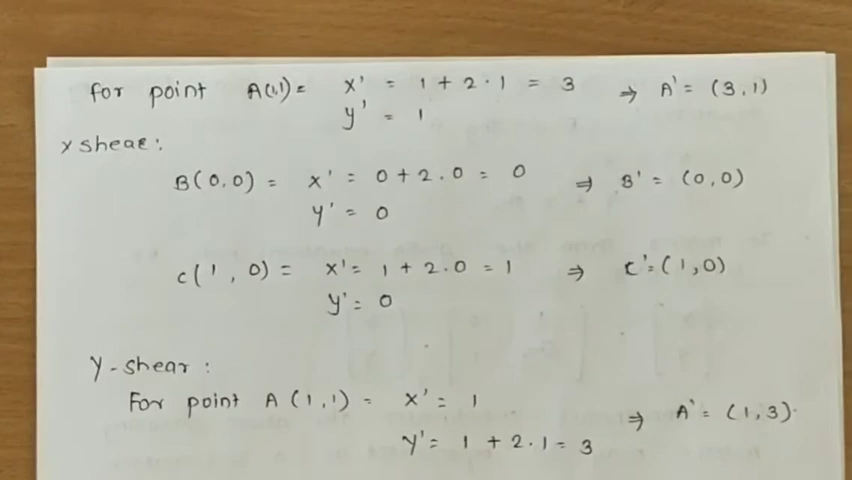 for point A(1,1) = x' = 1 + 2 · 1 = 3 ⇒ A' = (3,1)
y' = 1
x shear :
B(0,0) = x' = 0 + 2.0 = 0 ⇒ B' = (0,0)
y' = 0
c(1,0) = x' = 1 + 2.0 = 1 ⇒ c' = (1,0)
y' = 0
Y - shear :
For point A (1,1) = x' = 1
⇒ A' = (1,3).
y' = 1 + 2 · 1 = 3